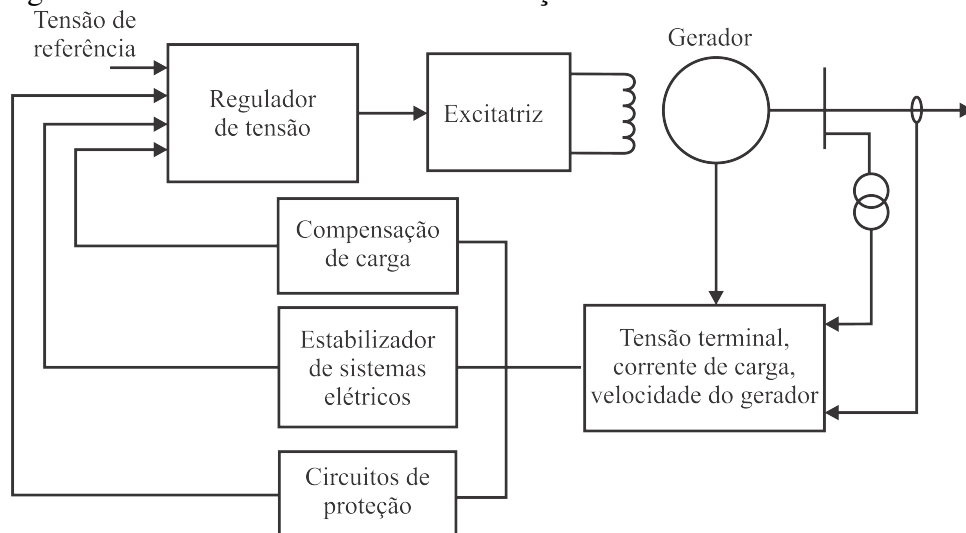 Tensão de
referência
Gerador
Regulador
de tensão
Excitatriz
Compensação
de carga
Estabilizador
de sistemas
elétricos
Tensão terminal,
corrente de carga,
velocidade do gerador
Circuitos de
proteção